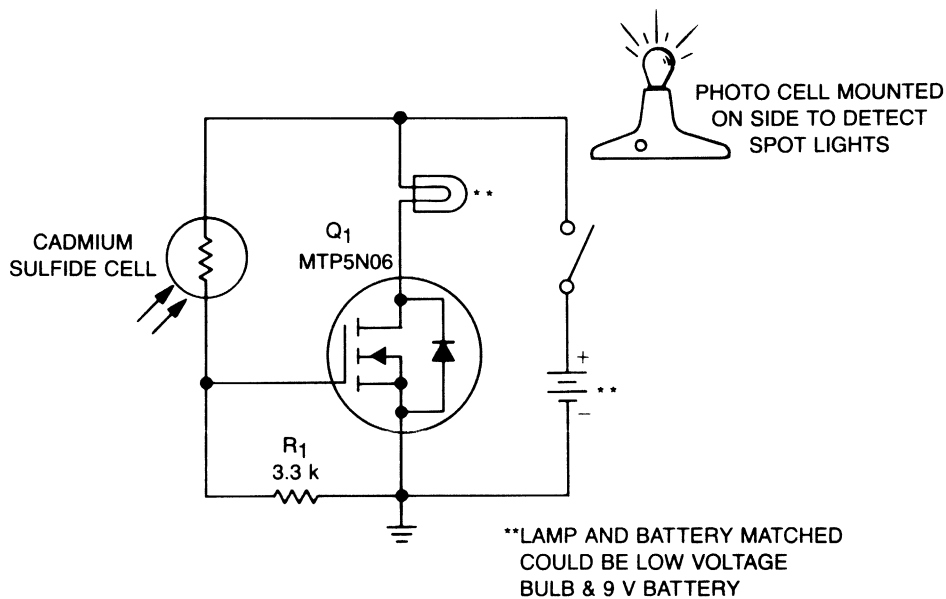 PHOTO CELL MOUNTED
ON SIDE TO DETECT
SPOT LIGHTS
**
CADMIUM
SULFIDE CELL
Q1
MTP5N06
+
**
−
R1
3.3 k
**LAMP AND BATTERY MATCHED
COULD BE LOW VOLTAGE
BULB & 9 V BATTERY